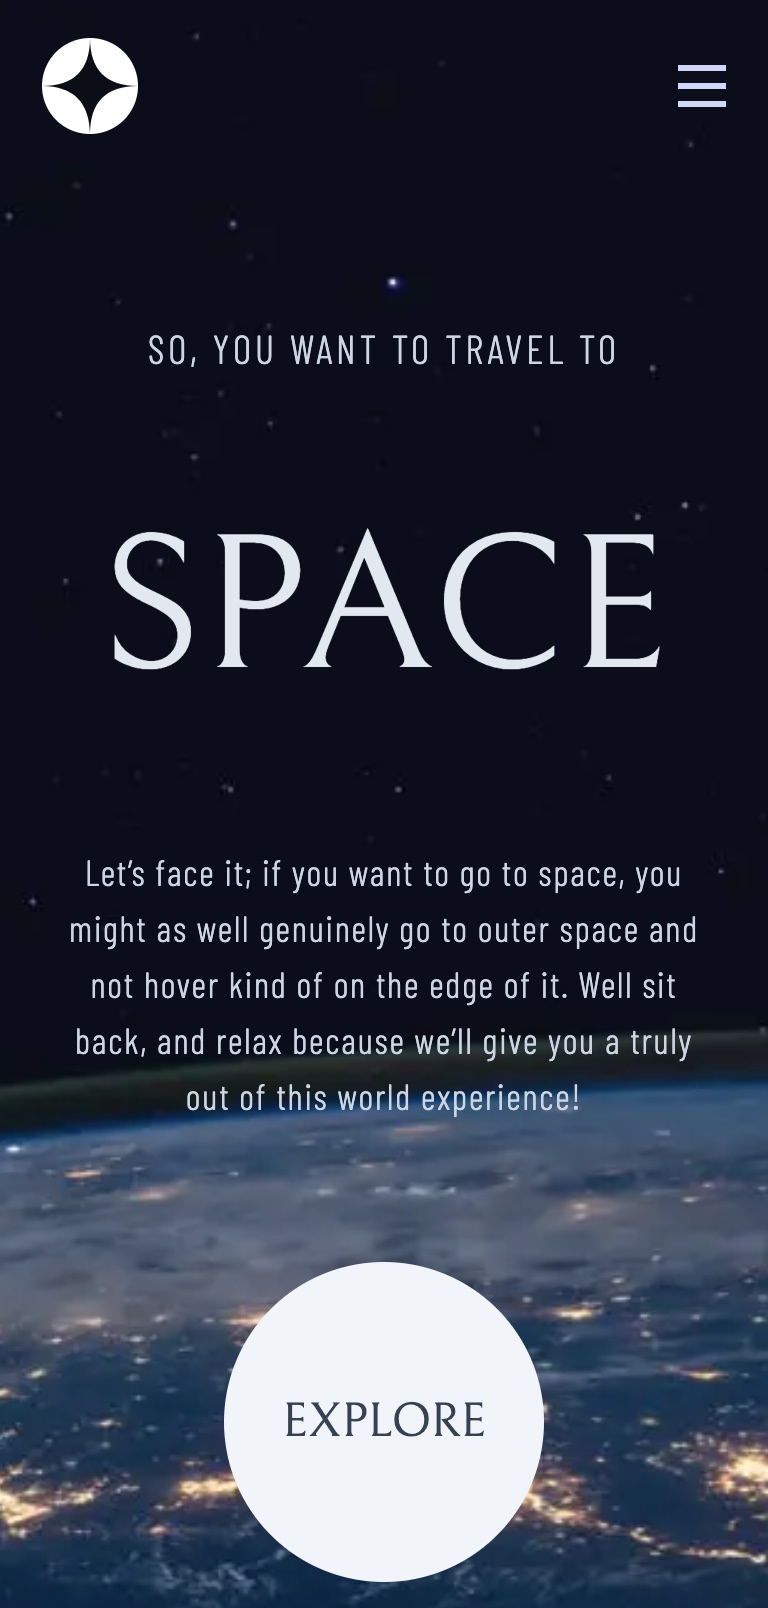 SO, YOU WANT TO TRAVEL TO
SPACE
Let’s face it; if you want to go to space, you
might as well genuinely go to outer space and
not hover kind of on the edge of it. Well sit
back, and relax because we’ll give you a truly
out of this world experience!
EXPLORE